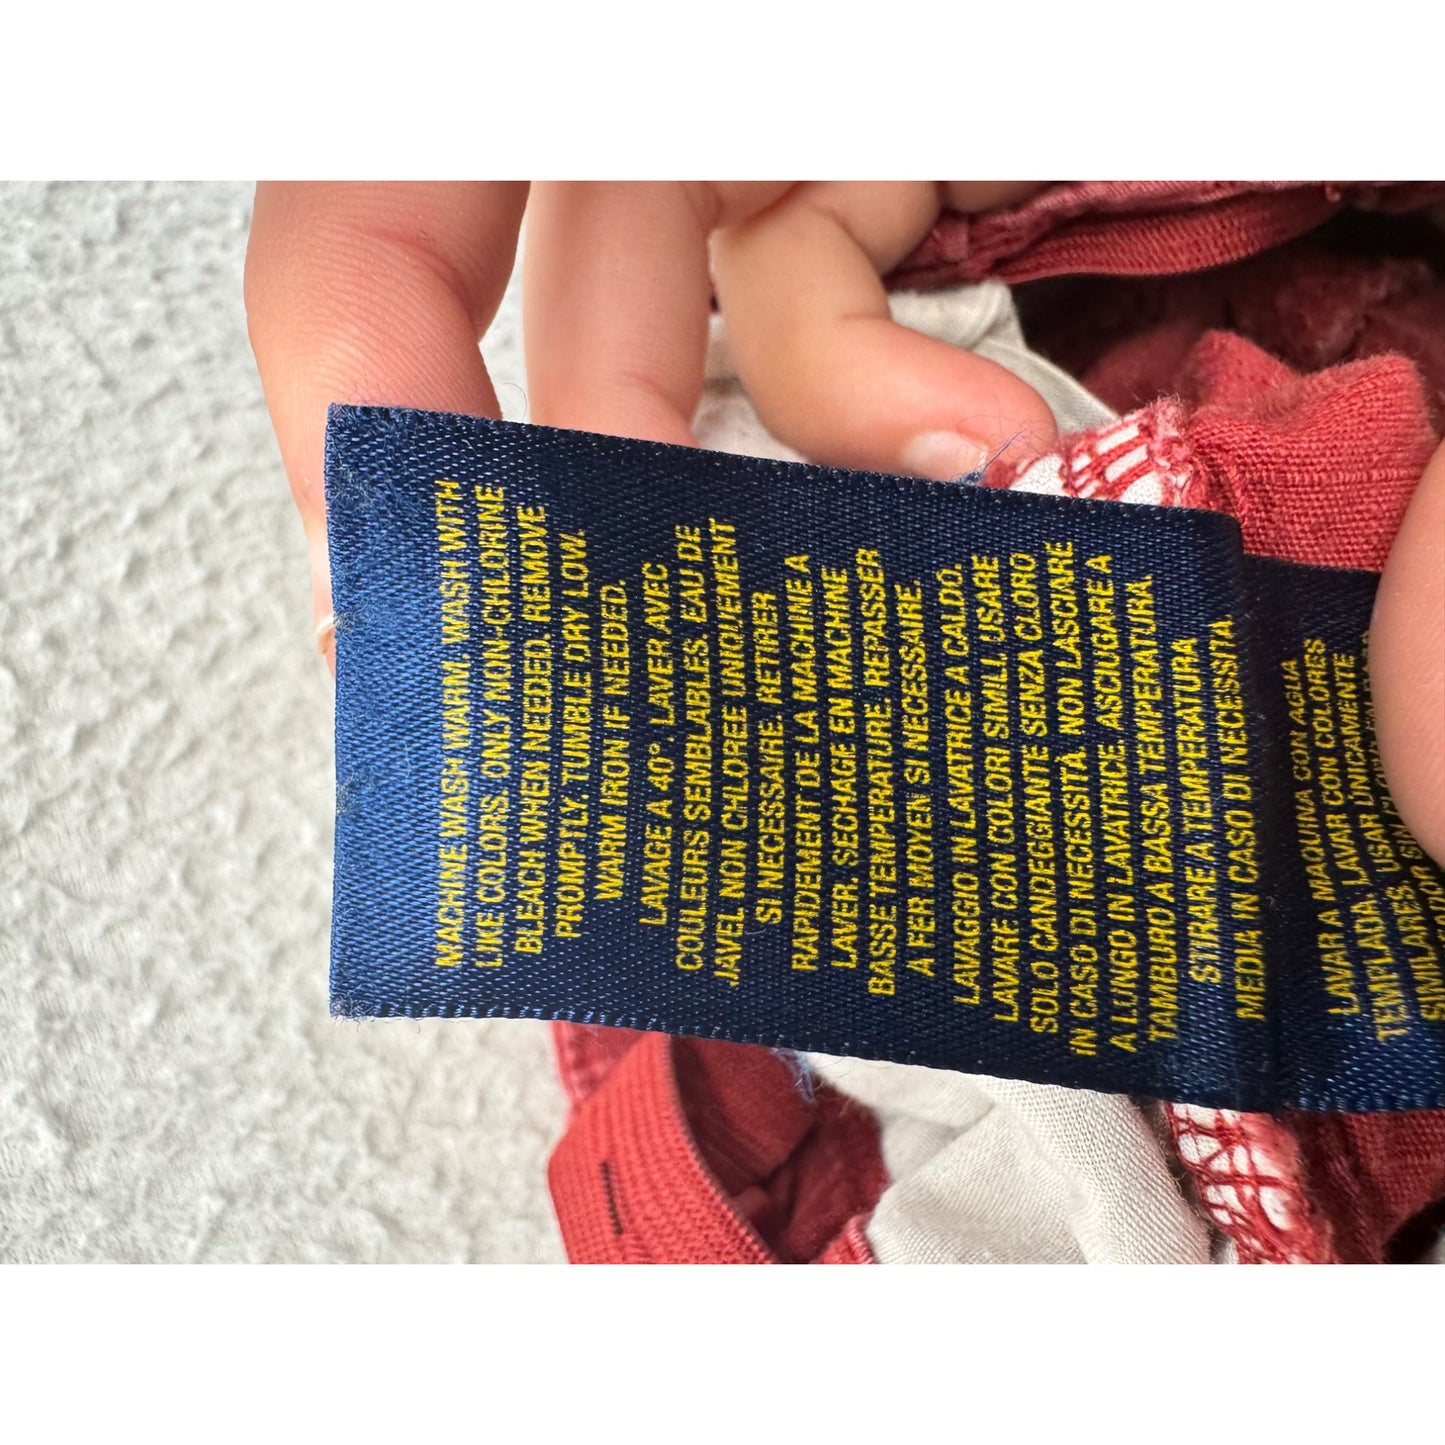 MACHINE WASH WARM. WASH WITH
LIKE COLORS. ONLY NON-CHLORINE
BLEACH WHEN NEEDED. REMOVE
PROMPTLY. TUMBLE DRY LOW.
WARM IRON IF NEEDED.
LAVAGE A 40° LAVER AVEC
COULEURS SEMBLABLES. EAU DE
JAVEL NON CHLOREE UNIQUEMENT
SI NECESSAIRE. RETIRER
RAPIDEMENT DE LA MACHINE A
LAVER. SECHAGE EN MACHINE
BASSE TEMPERATURE. REPASSER
A FER MOYEN SI NECESSAIRE.
LAVAGGIO IN LAVATRICE A CALDO.
LAVARE CON COLORI SIMILI. USARE
SOLO CANDEGGIANTE SENZA CLORO
IN CASO DI NECESSITÀ. NON LASCIARE
A LUNGO IN LAVATRICE. ASCIUGARE A
TAMBURO A BASSA TEMPERATURA.
STIRARE A TEMPERATURA
MEDIA IN CASO DI NECESSITA.
LAVAR A MAQUINA CON AGUA
TEMPLADA. LAVAR CON COLORES
SIMILARES. USAR UNICAMENTE